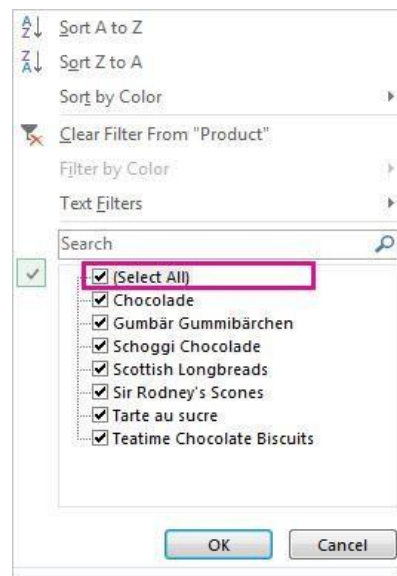 Sort A to Z
Sort Z to A
Sort by Color
Clear Filter From "Product"
Filter by Color
Text Filters
Search
(Select All)
Chocolade
Gumbär Gummibärchen
Schoggi Chocolade
Scottish Longbreads
Sir Rodney's Scones
Tarte au sucre
Teatime Chocolate Biscuits
OK Cancel